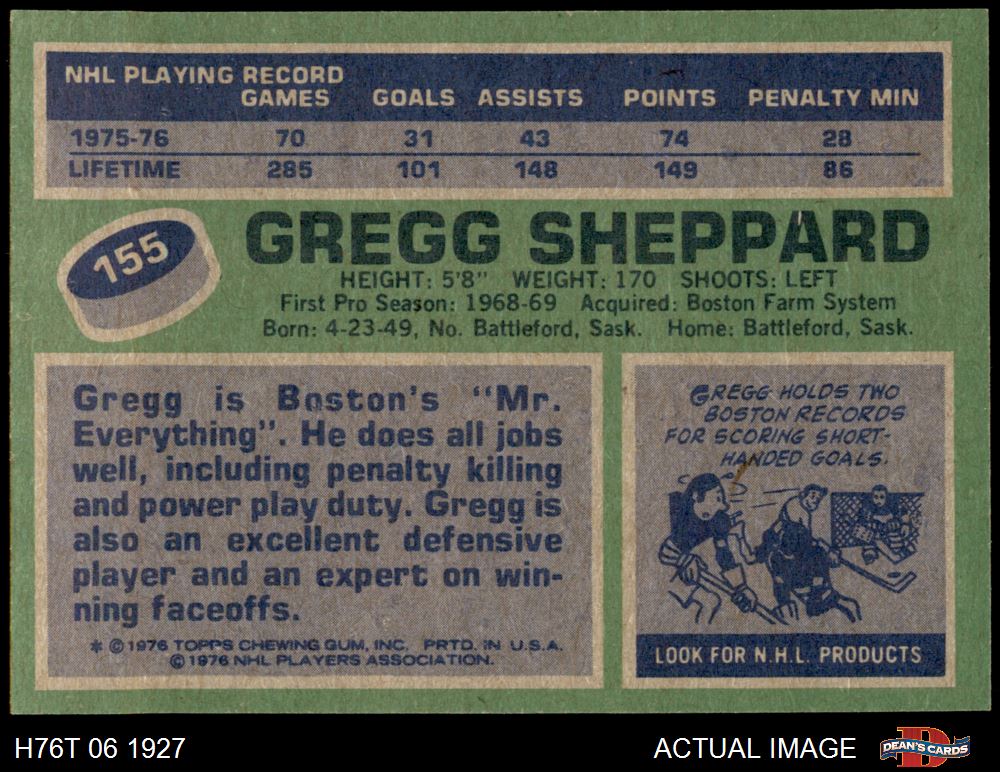 NHL PLAYING RECORD
GAMES GOALS ASSISTS POINTS PENALTY MIN
1975-76 70 31 43 74 28
LIFETIME 285 101 148 149 86
155
GREGG SHEPPARD
HEIGHT: 5'8" WEIGHT: 170 SHOOTS: LEFT
First Pro Season: 1968-69 Acquired: Boston Farm System
Born: 4-23-49, No. Battleford, Sask. Home: Battleford, Sask.
Gregg is Boston's "Mr.
Everything". He does all jobs
well, including penalty killing
and power play duty. Gregg is
also an excellent defensive
player and an expert on win-
ning faceoffs.
* © 1976 TOPPS CHEWING GUM, INC. PRTD. IN U.S.A.
© 1976 NHL PLAYERS ASSOCIATION.
GREGG HOLDS TWO
BOSTON RECORDS
FOR SCORING SHORT-
HANDED GOALS.
LOOK FOR N.H.L. PRODUCTS
H76T 06 1927
ACTUAL IMAGE
D
DEAN'S CARDS